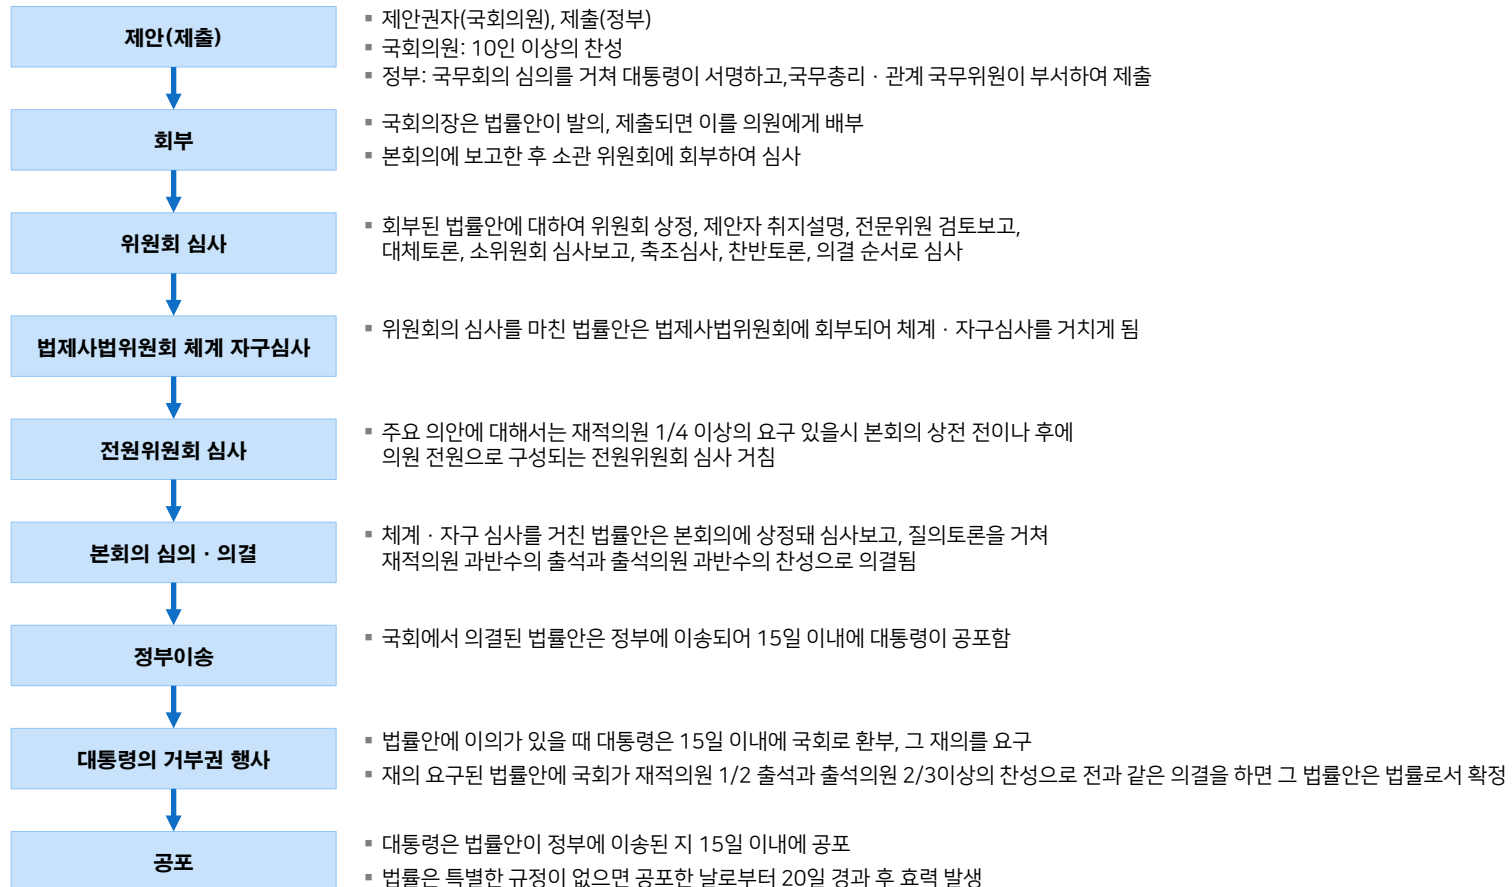 제안(제출)
▪ 제안권자(국회의원), 제출(정부)
▪ 국회의원: 10인 이상의 찬성
▪ 정부: 국무회의 심의를 거쳐 대통령이 서명하고,국무총리 · 관계 국무위원이 부서하여 제출
회부
▪ 국회의장은 법률안이 발의, 제출되면 이를 의원에게 배부
▪ 본회의에 보고한 후 소관 위원회에 회부하여 심사
위원회 심사
▪ 회부된 법률안에 대하여 위원회 상정, 제안자 취지설명, 전문위원 검토보고,
대체토론, 소위원회 심사보고, 축조심사, 찬반토론, 의결 순서로 심사
법제사법위원회 체계 자구심사
▪ 위원회의 심사를 마친 법률안은 법제사법위원회에 회부되어 체계 · 자구심사를 거치게 됨
전원위원회 심사
▪ 주요 의안에 대해서는 재적의원 1/4 이상의 요구 있을시 본회의 상전 전이나 후에
의원 전원으로 구성되는 전원위원회 심사 거침
본회의 심의 · 의결
▪ 체계 · 자구 심사를 거친 법률안은 본회의에 상정돼 심사보고, 질의토론을 거쳐
재적의원 과반수의 출석과 출석의원 과반수의 찬성으로 의결됨
정부이송
▪ 국회에서 의결된 법률안은 정부에 이송되어 15일 이내에 대통령이 공포함
대통령의 거부권 행사
▪ 법률안에 이의가 있을 때 대통령은 15일 이내에 국회로 환부, 그 재의를 요구
▪ 재의 요구된 법률안에 국회가 재적의원 1/2 출석과 출석의원 2/3이상의 찬성으로 전과 같은 의결을 하면 그 법률안은 법률로서 확정
공포
▪ 대통령은 법률안이 정부에 이송된 지 15일 이내에 공포
▪ 법률은 특별한 규정이 없으면 공포한 날로부터 20일 경과 후 효력 발생